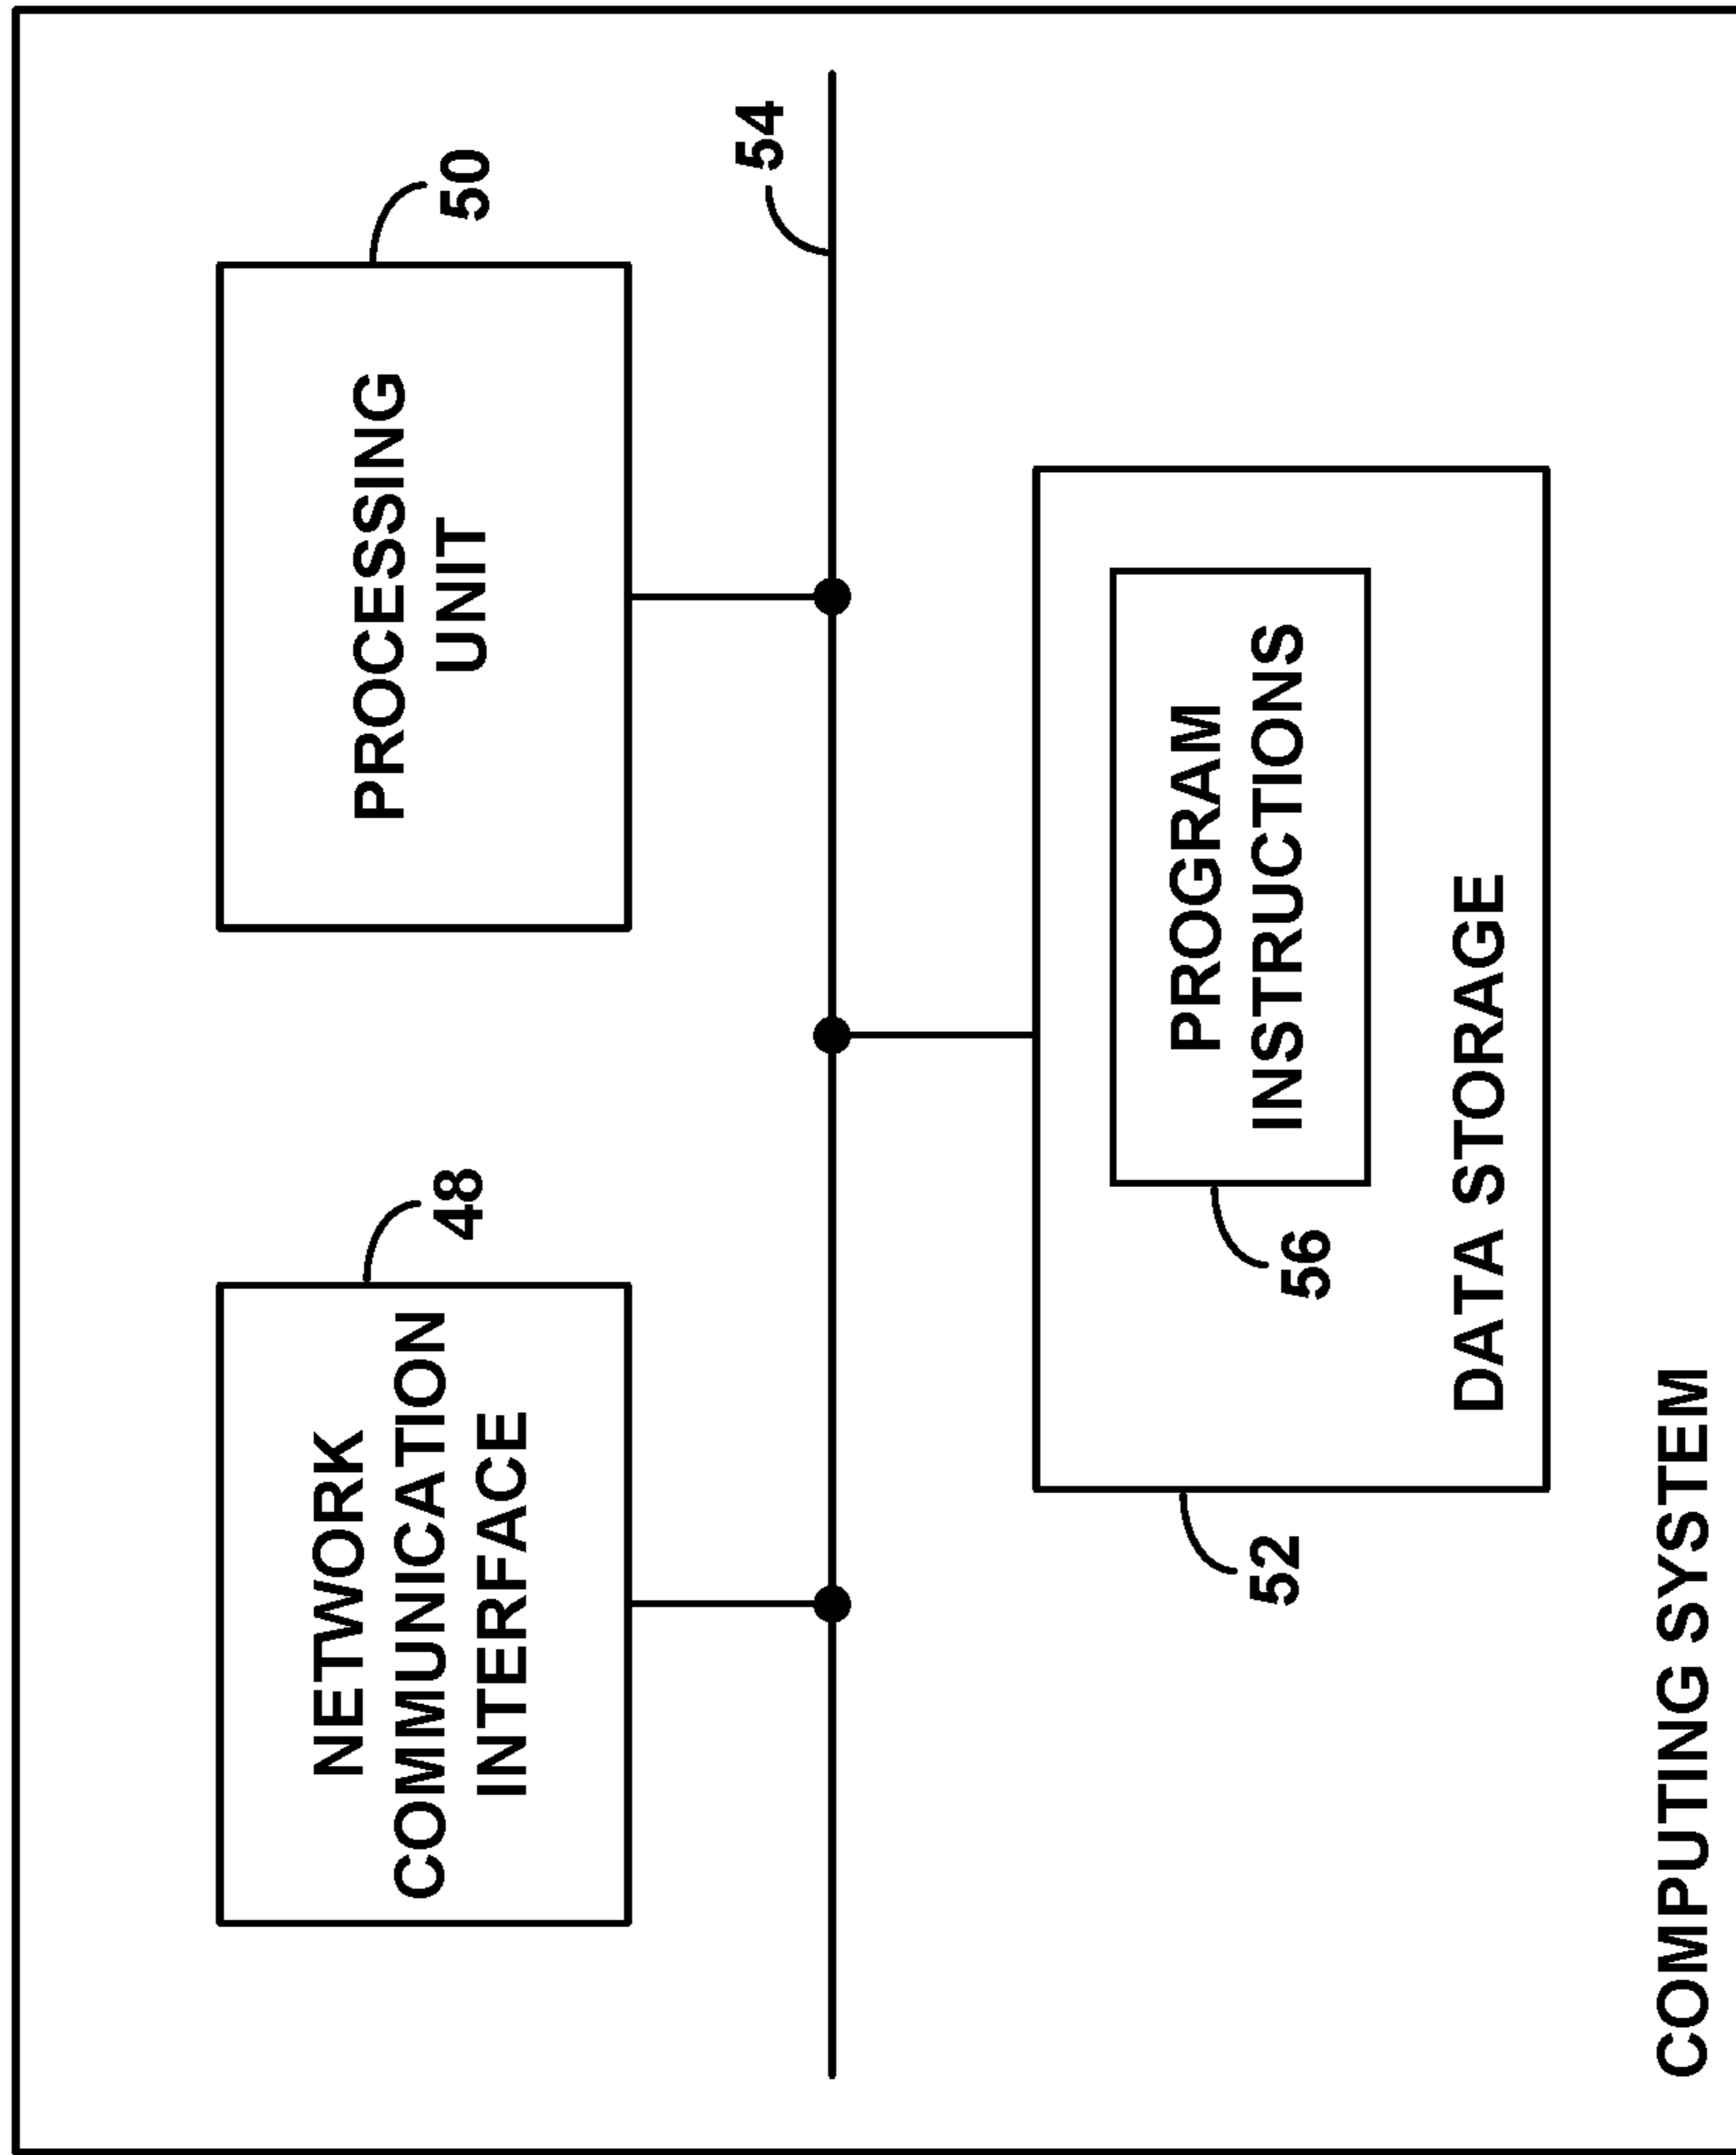 48
NETWORK
COMMUNICATION
INTERFACE
50
PROCESSING
UNIT
54
52
56
PROGRAM
INSTRUCTIONS
DATA STORAGE
COMPUTING SYSTEM